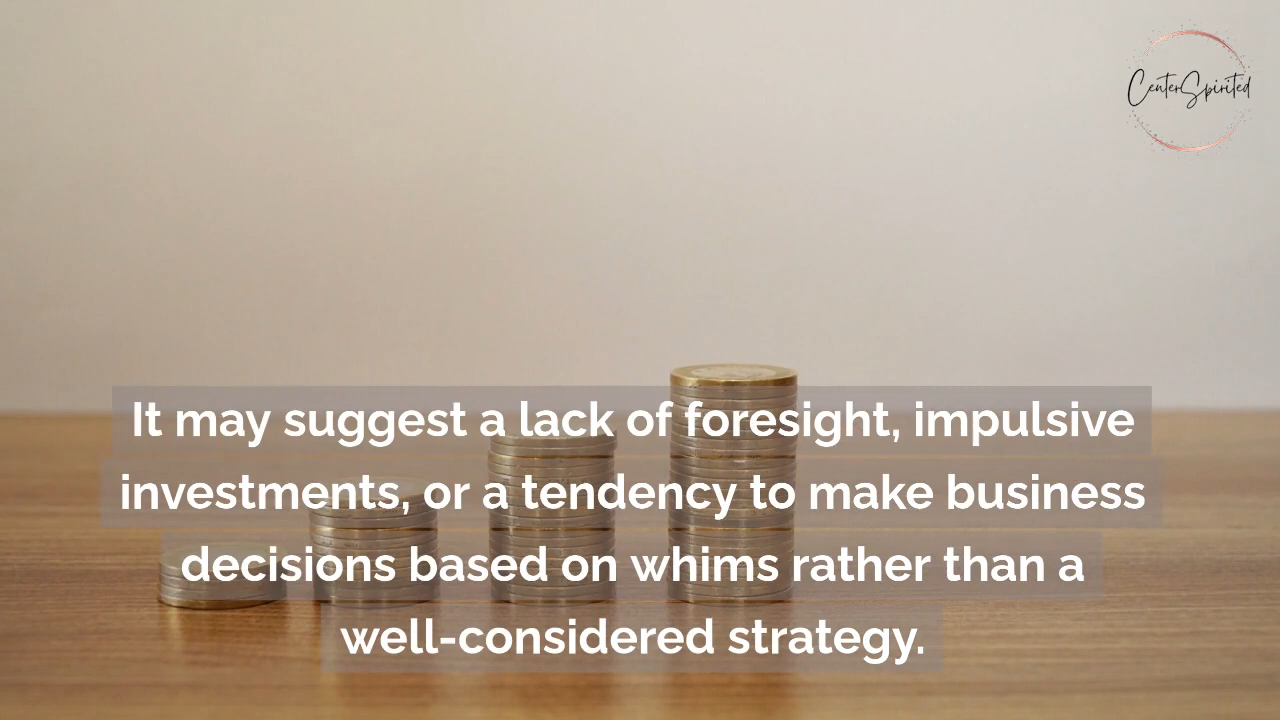 CenterSpirited
It may suggest a lack of foresight, impulsive
investments, or a tendency to make business
decisions based on whims rather than a
well-considered strategy.